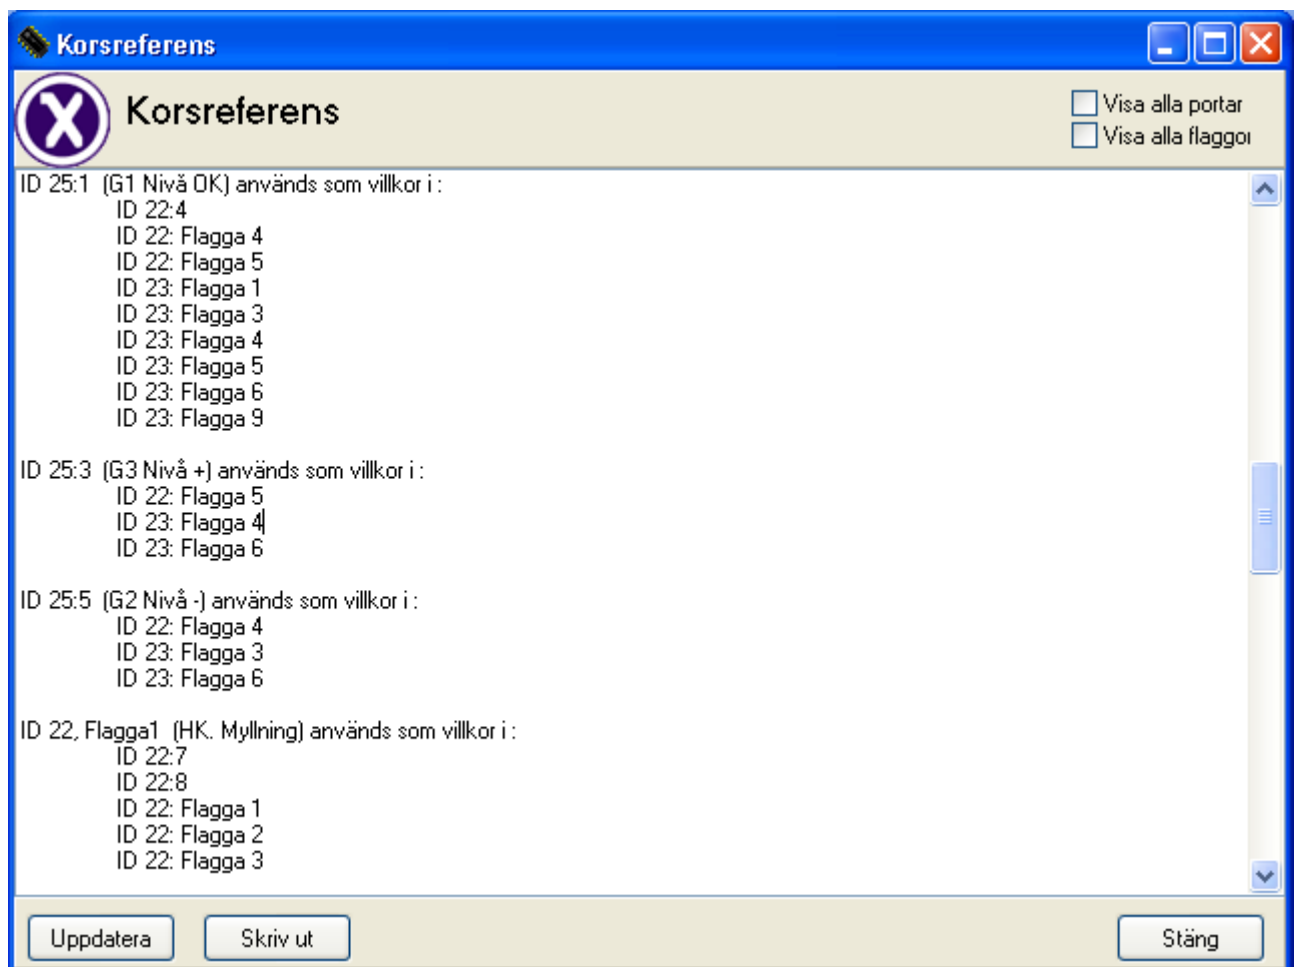 Korsreferens
Korsreferens
Visa alla portar
Visa alla flaggor
ID 25:1 (G1 Nivå OK) används som villkor i :
ID 22:4
ID 22: Flagga 4
ID 22: Flagga 5
ID 23: Flagga 1
ID 23: Flagga 3
ID 23: Flagga 4
ID 23: Flagga 5
ID 23: Flagga 6
ID 23: Flagga 9
ID 25:3 (G3 Nivå +) används som villkor i :
ID 22: Flagga 5
ID 23: Flagga 4
ID 23: Flagga 6
ID 25:5 (G2 Nivå -) används som villkor i :
ID 22: Flagga 4
ID 23: Flagga 3
ID 23: Flagga 6
ID 22, Flagga1 (HK. Myllning) används som villkor i :
ID 22:7
ID 22:8
ID 22: Flagga 1
ID 22: Flagga 2
ID 22: Flagga 3
Uppdatera
Skriv ut
Stäng